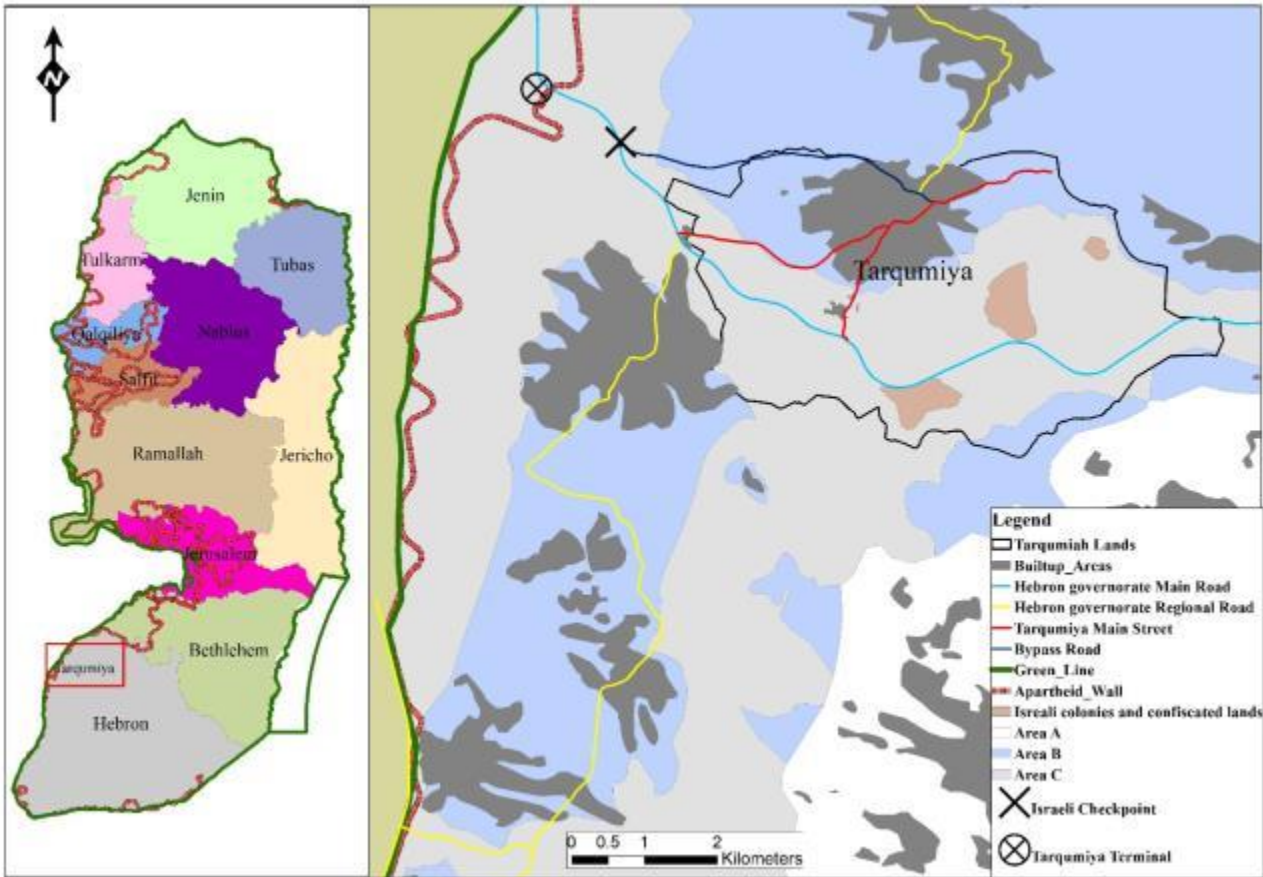 N
Jenin
Tulkarm
Tubas
Qalqiliya
Nablus
Salfit
Ramallah
Jericho
Jerusalem
Bethlehem
Tarqumiya
Hebron
Tarqumiya
Legend
Tarqumiah Lands
Builtup_Areas
Hebron governorate Main Road
Hebron governorate Regional Road
Tarqumiya Main Street
Bypass Road
Green_Line
Apartheid_Wall
Isreali colonies and confiscated lands
Area A
Area B
Area C
Israeli Checkpoint
Tarqumiya Terminal
0 0.5 1 2
Kilometers